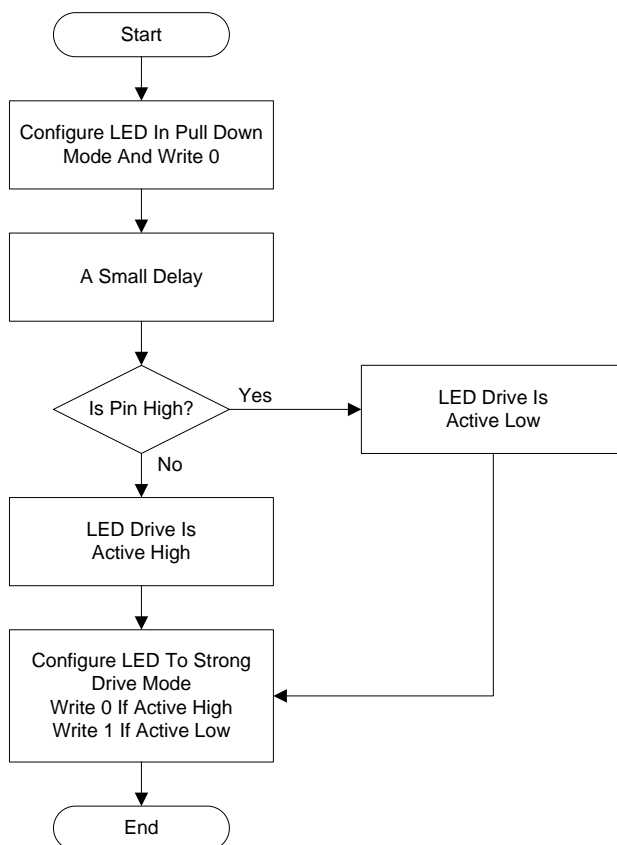 Start
Configure LED In Pull Down
Mode And Write 0
A Small Delay
Is Pin High?
Yes
LED Drive Is
Active Low
No
LED Drive Is
Active High
Configure LED To Strong
Drive Mode
Write 0 If Active High
Write 1 If Active Low
End